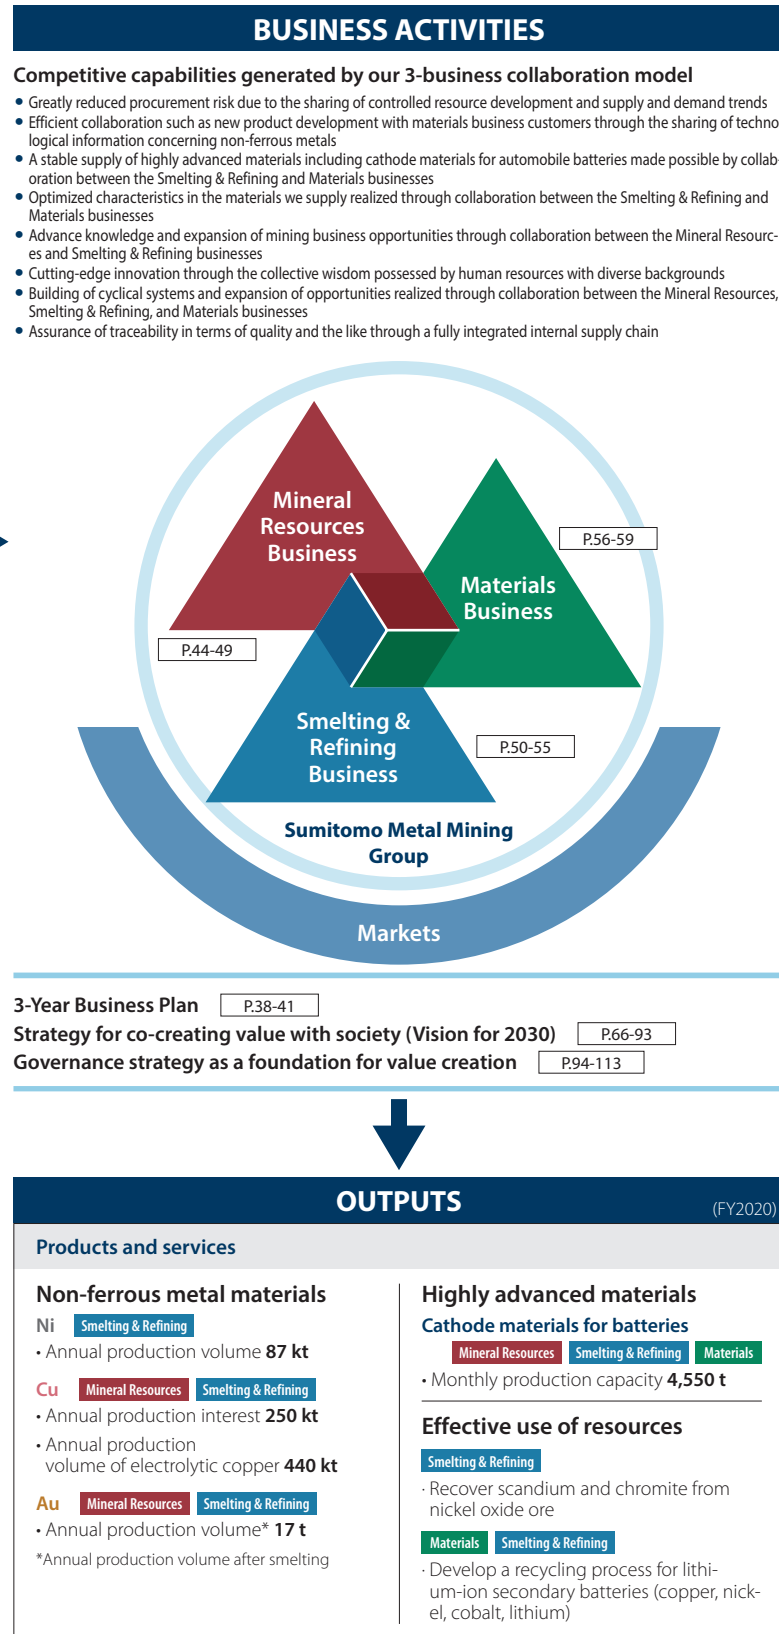 BUSINESS ACTIVITIES
Competitive capabilities generated by our 3-business collaboration model
• Greatly reduced procurement risk due to the sharing of controlled resource development and supply and demand trends
• Efficient collaboration such as new product development with materials business customers through the sharing of techno
logical information concerning non-ferrous metals
• A stable supply of highly advanced materials including cathode materials for automobile batteries made possible by collab-
oration between the Smelting & Refining and Materials businesses
• Optimized characteristics in the materials we supply realized through collaboration between the Smelting & Refining and
Materials businesses
• Advance knowledge and expansion of mining business opportunities through collaboration between the Mineral Resourc-
es and Smelting & Refining businesses
• Cutting-edge innovation through the collective wisdom possessed by human resources with diverse backgrounds
• Building of cyclical systems and expansion of opportunities realized through collaboration between the Mineral Resources,
Smelting & Refining, and Materials businesses
• Assurance of traceability in terms of quality and the like through a fully integrated internal supply chain
Mineral
Resources
Business
P.56-59
Materials
Business
P.44-49
Smelting &
Refining
Business
P.50-55
Sumitomo Metal Mining
Group
Markets
3-Year Business Plan P.38-41
Strategy for co-creating value with society (Vision for 2030) P.66-93
Governance strategy as a foundation for value creation P.94-113
OUTPUTS (FY2020)
Products and services
Non-ferrous metal materials
Ni Smelting & Refining
• Annual production volume 87 kt
Cu Mineral Resources Smelting & Refining
• Annual production interest 250 kt
• Annual production
volume of electrolytic copper 440 kt
Au Mineral Resources Smelting & Refining
• Annual production volume* 17 t
*Annual production volume after smelting
Highly advanced materials
Cathode materials for batteries
Mineral Resources Smelting & Refining Materials
• Monthly production capacity 4,550 t
Effective use of resources
Smelting & Refining
· Recover scandium and chromite from
nickel oxide ore
Materials Smelting & Refining
· Develop a recycling process for lithi-
um-ion secondary batteries (copper, nick-
el, cobalt, lithium)